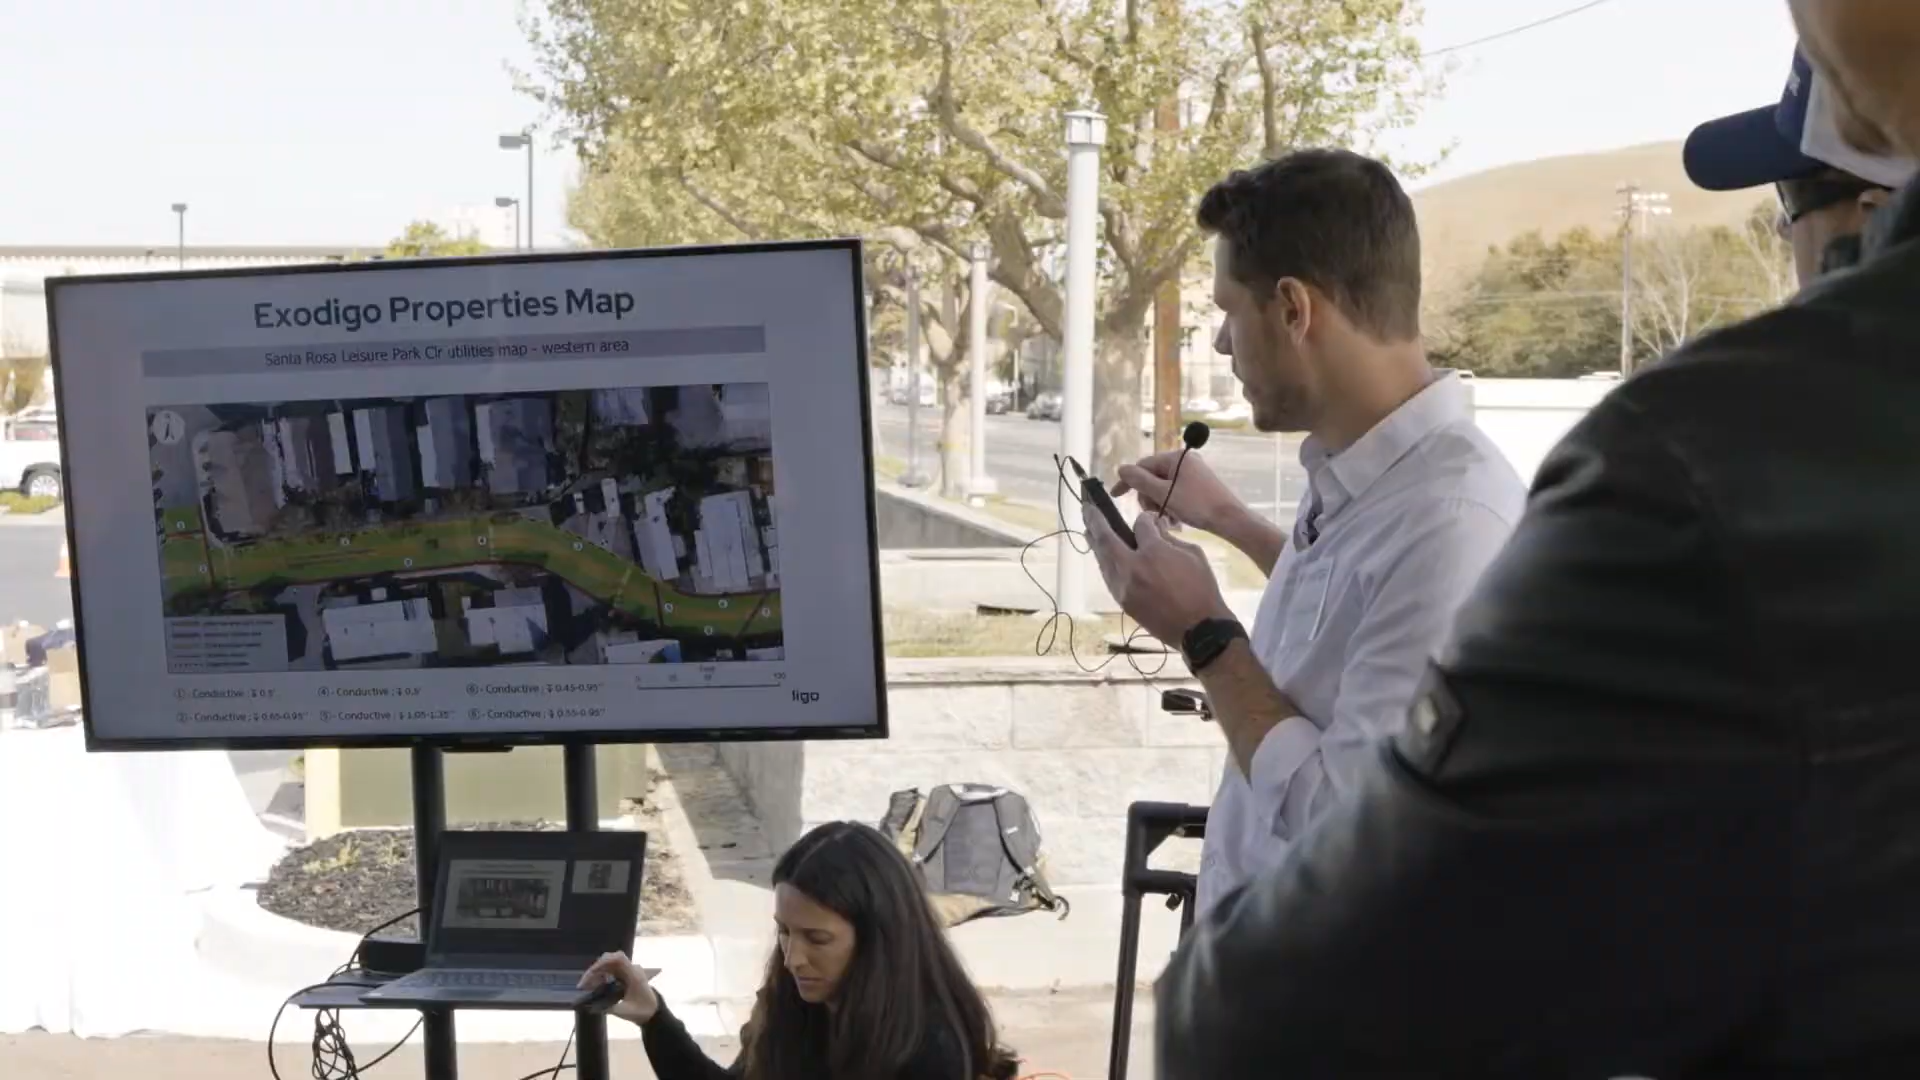 Exodigo Properties Map
Santa Rosa Leisure Park Clr utilities map - western area
① - Conductive ; ↧ 0.5' ④ - Conductive ; ↧ 0.5' ⑥ - Conductive ; ↧ 0.45-0.95''
② - Conductive ; ↧ 0.65-0.95'' ⑤ - Conductive ; ↧ 1.05-1.35'' ⑧ - Conductive ; ↧ 0.55-0.95''
100
ligo